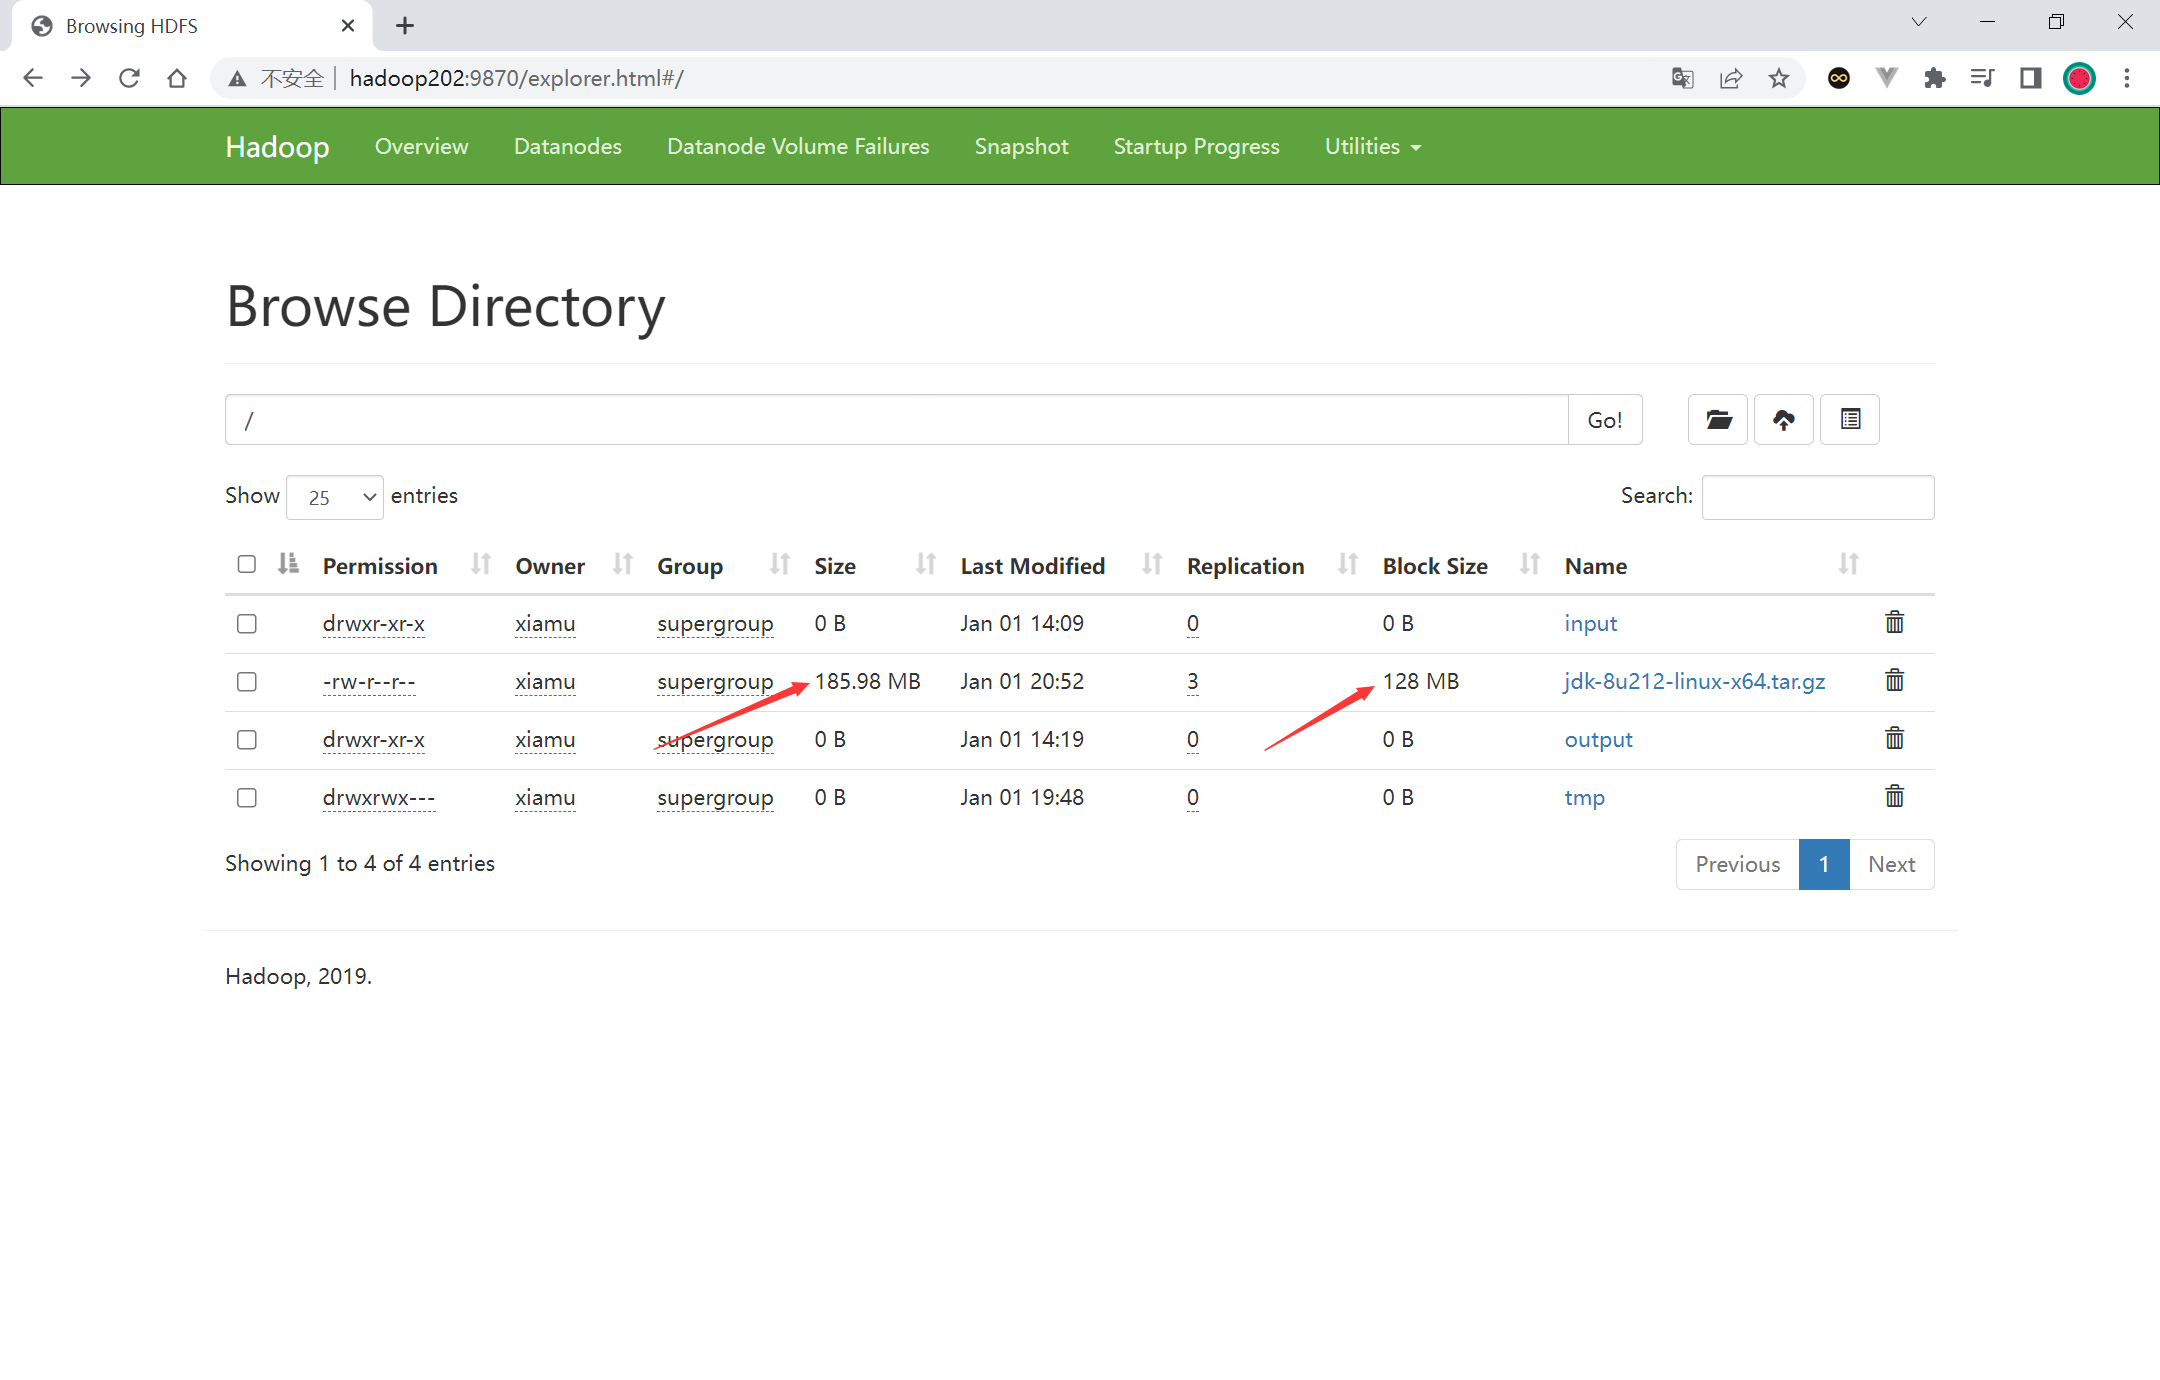 Browsing HDFS
不安全 hadoop202:9870/explorer.html#/
Hadoop Overview Datanodes Datanode Volume Failures Snapshot Startup Progress Utilities
Browse Directory
/ Go!
Show 25 entries Search:
Permission Owner Group Size Last Modified Replication Block Size Name
drwxr-xr-x xiamu supergroup 0 B Jan 01 14:09 0 0 B input
-rw-r--r-- xiamu supergroup 185.98 MB Jan 01 20:52 3 128 MB jdk-8u212-linux-x64.tar.gz
drwxr-xr-x xiamu supergroup 0 B Jan 01 14:19 0 0 B output
drwxrwx--- xiamu supergroup 0 B Jan 01 19:48 0 0 B tmp
Showing 1 to 4 of 4 entries Previous 1 Next
Hadoop, 2019.